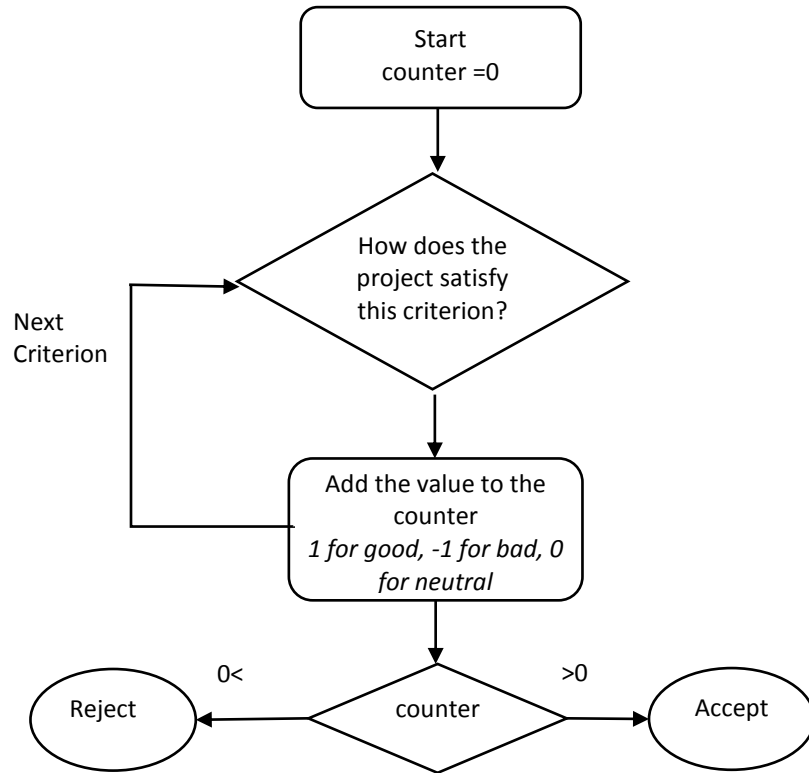 Start
counter =0
How does the
project satisfy
this criterion?
Next
Criterion
Add the value to the
counter
1 for good, -1 for bad, 0
for neutral
0<
>0
Reject
counter
Accept